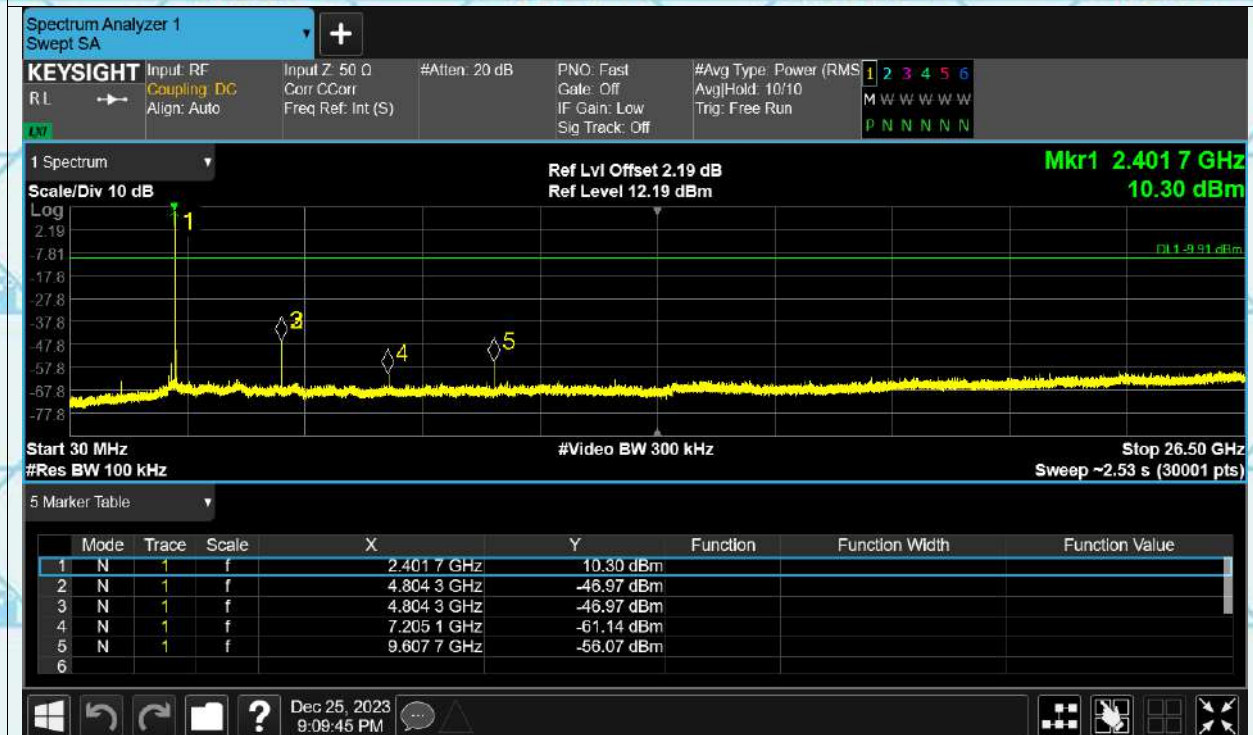 Spectrum Analyzer 1
Swept SA
+
KEYSIGHT
RL
LXI
Input: RF
Coupling: DC
Align: Auto
Input Z: 50 Ω
Corr CCorr
Freq Ref: Int (S)
#Atten: 20 dB
PNO: Fast
Gate: Off
IF Gain: Low
Sig Track: Off
#Avg Type: Power (RMS
Avg|Hold: 10/10
Trig: Free Run
1 2 3 4 5 6
M W W W W W
P N N N N N
1 Spectrum
Scale/Div 10 dB
Ref Lvl Offset 2.19 dB
Ref Level 12.19 dBm
Mkr1 2.401 7 GHz
10.30 dBm
Log
2.19
-7.81
-17.8
-27.8
-37.8
-47.8
-57.8
-67.8
-77.8
1
3
4
5
DL1 -9.91 dBm
Start 30 MHz
#Res BW 100 kHz
#Video BW 300 kHz
Stop 26.50 GHz
Sweep ~2.53 s (30001 pts)
5 Marker Table
Mode Trace Scale X Y Function Function Width Function Value
1 N 1 f 2.401 7 GHz 10.30 dBm
2 N 1 f 4.804 3 GHz -46.97 dBm
3 N 1 f 4.804 3 GHz -46.97 dBm
4 N 1 f 7.205 1 GHz -61.14 dBm
5 N 1 f 9.607 7 GHz -56.07 dBm
6
?
Dec 25, 2023
9:09:45 PM